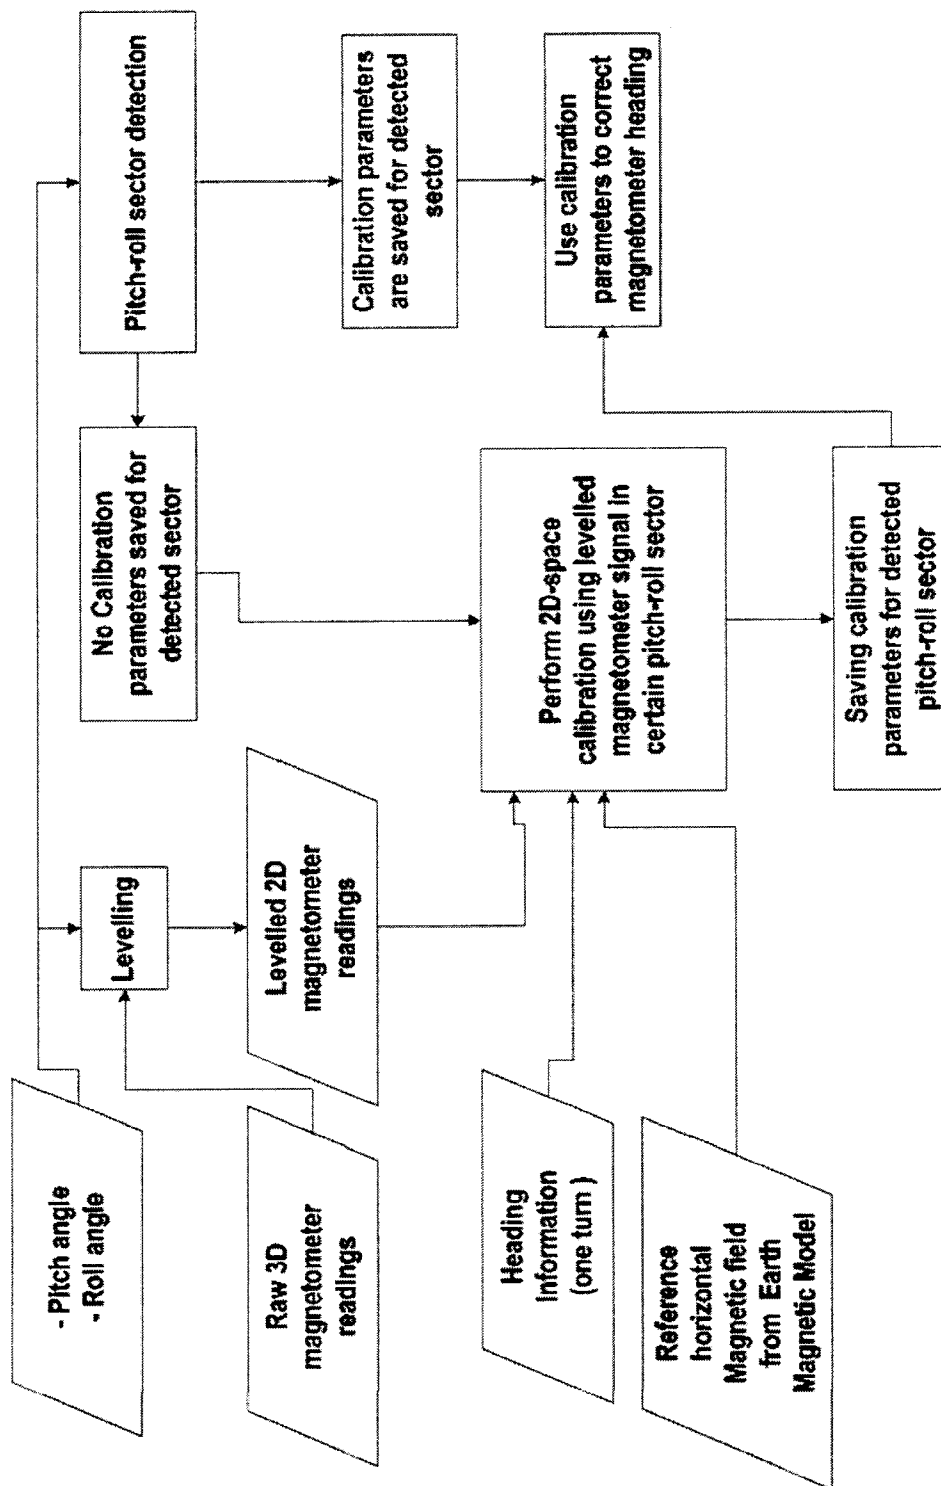 - Pitch angle
- Roll angle
Levelling
Pitch-roll sector detection
Raw 3D
magnetometer
readings
Levelled 2D
magnetometer
readings
No Calibration
parameters saved for
detected sector
Calibration parameters
are saved for detected
sector
Heading
Information
(one turn )
Perform 2D-space
calibration using levelled
magnetometer signal in
certain pitch-roll sector
Use calibration
parameters to correct
magnetometer heading
Reference
horizontal
Magnetic field
from Earth
Magnetic Model
Saving calibration
parameters for detected
pitch-roll sector